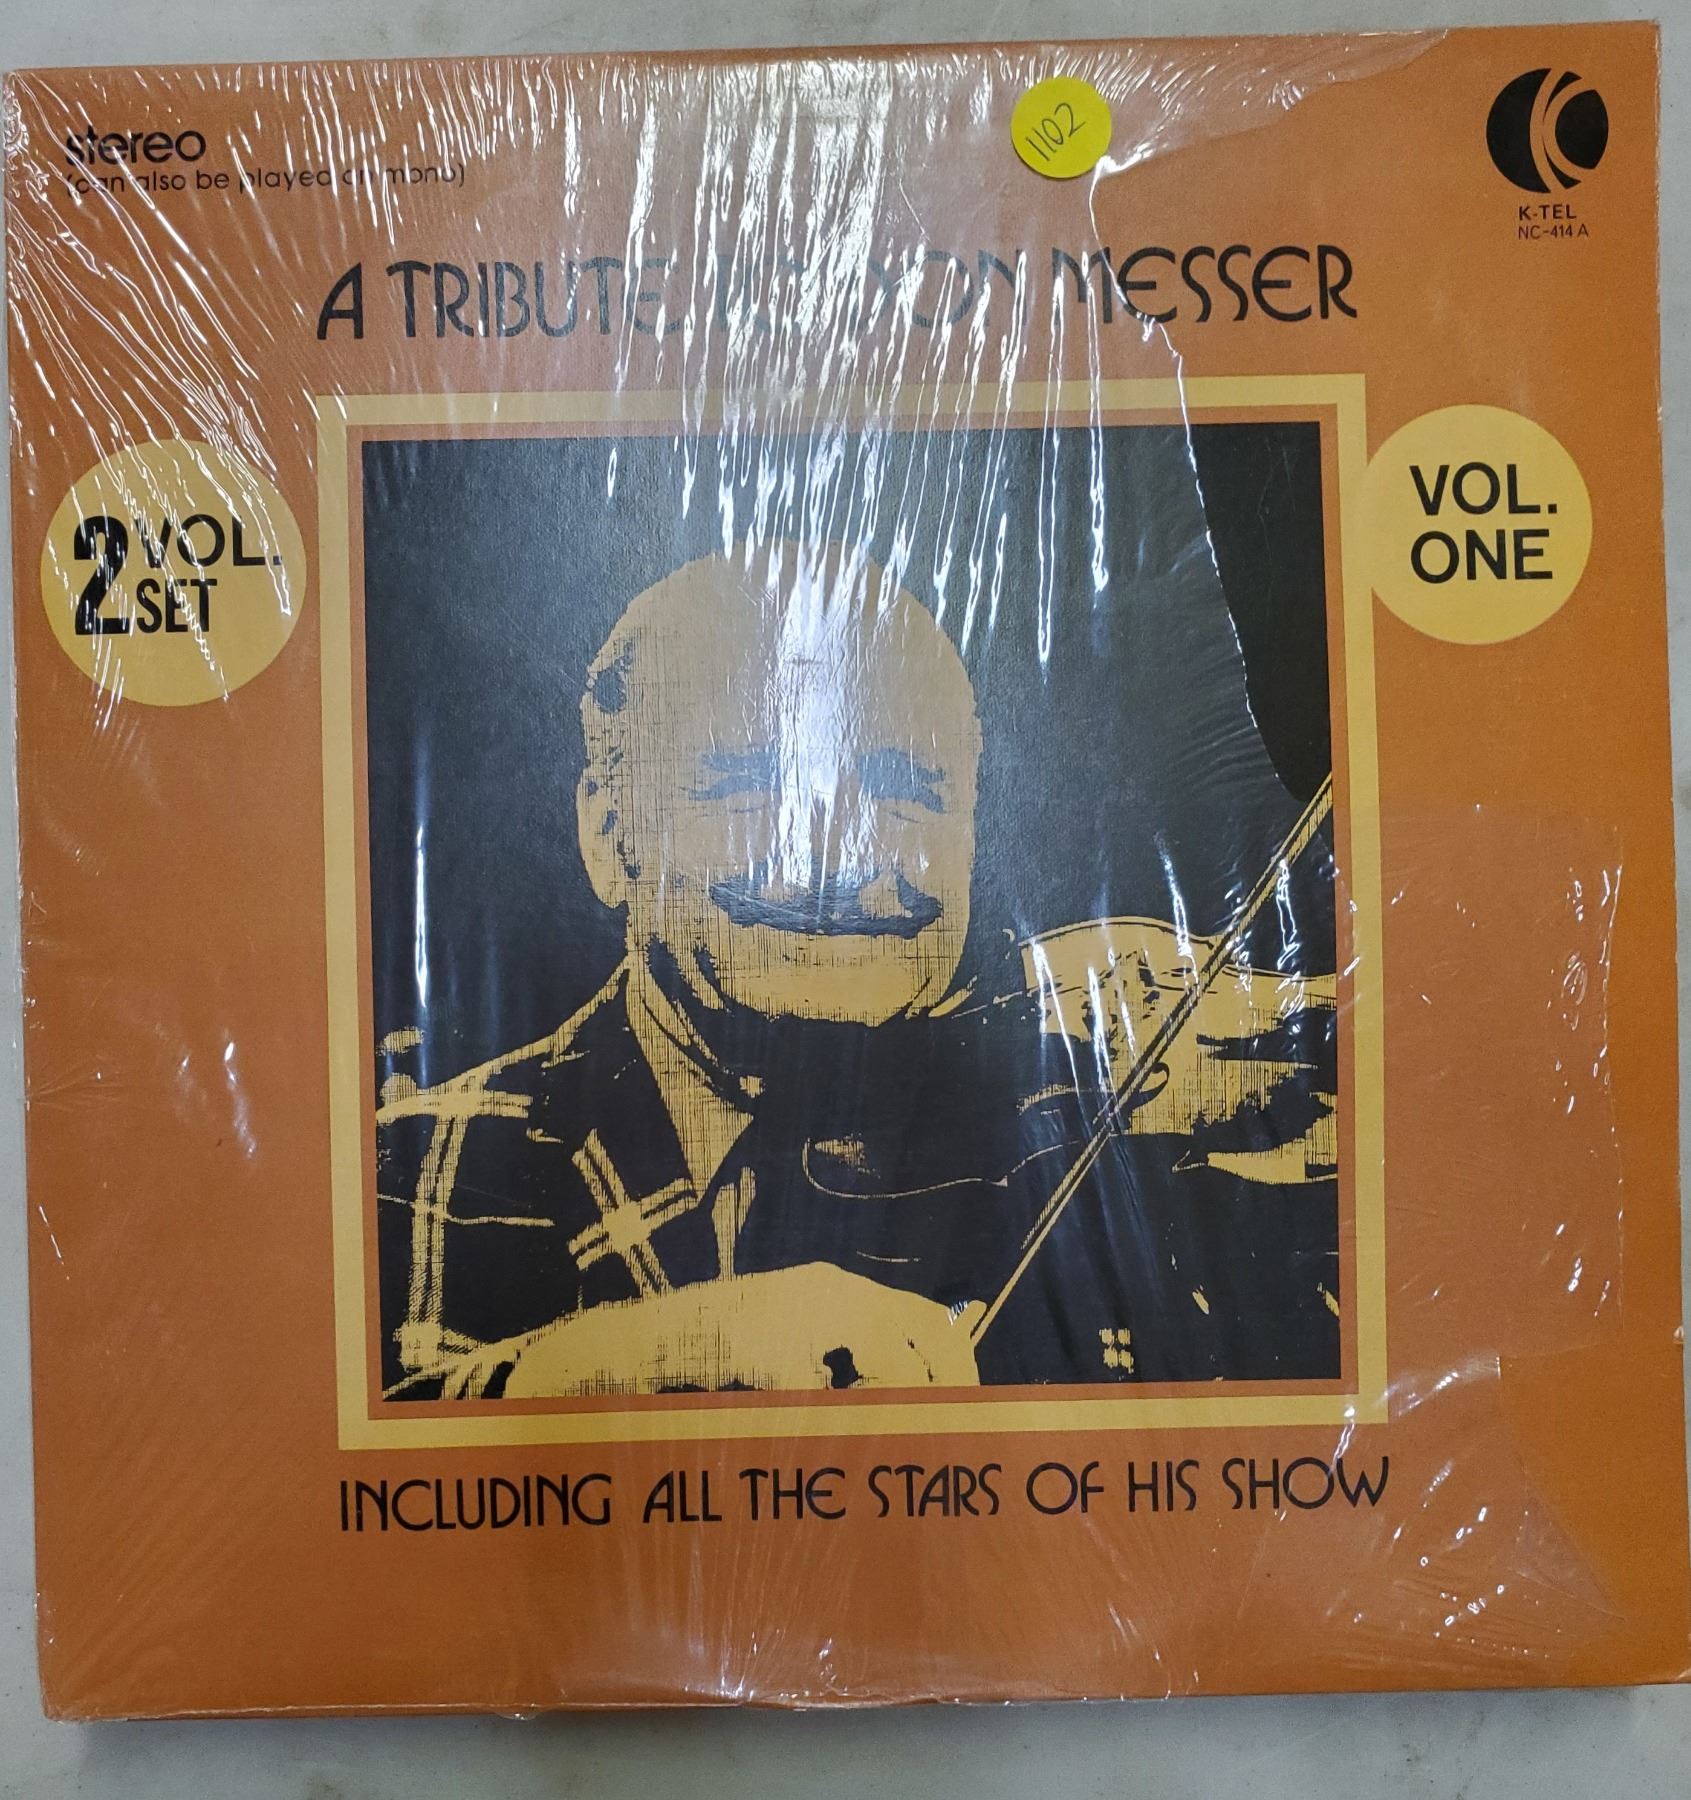 stereo
(can also be played on mono)
1102
K-TEL
NC-414 A
A TRIBUTE TO DON MESSER
2 VOL.
SET
VOL.
ONE
INCLUDING ALL THE STARS OF HIS SHOW